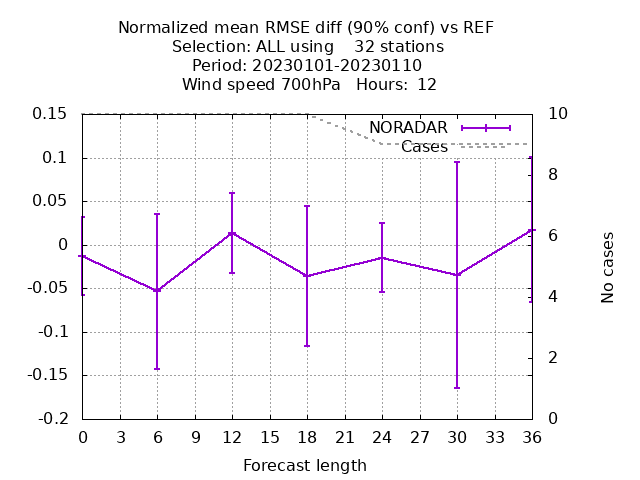 Normalized mean RMSE diff (90% conf) vs REF
Selection: ALL using    32 stations
Period: 20230101-20230110
Wind speed 700hPa   Hours:  12
0.15
0.1
0.05
0
-0.05
-0.1
-0.15
-0.2
NORADAR
Cases
10
8
6
4
2
0
No cases
0 3 6 9 12 15 18 21 24 27 30 33 36
Forecast length